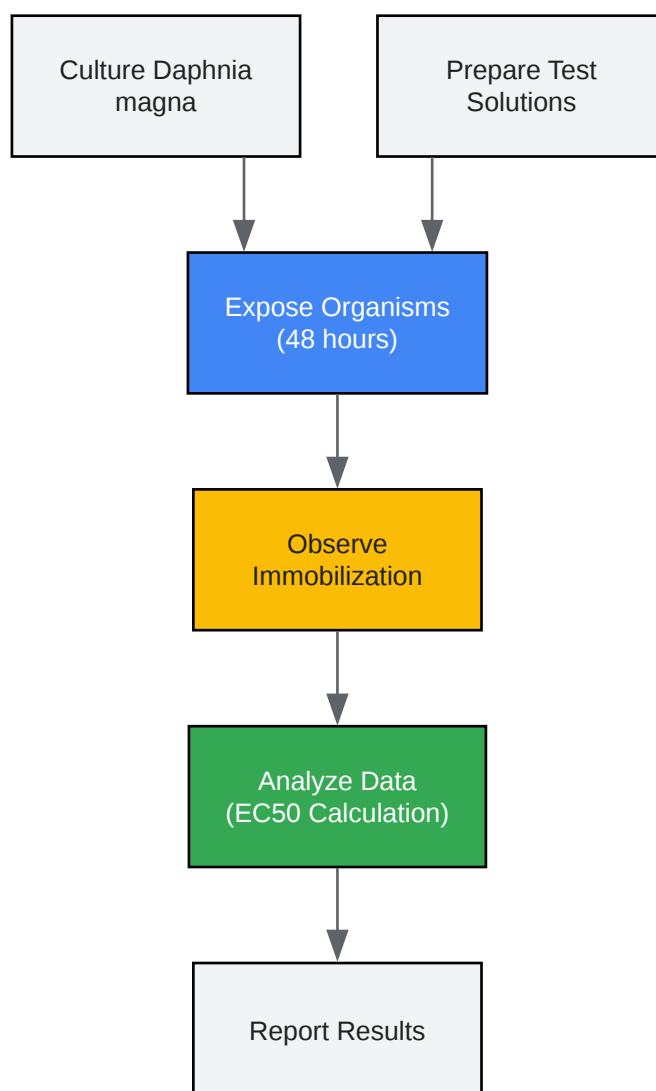 Culture Daphnia
magna
Prepare Test
Solutions
Expose Organisms
(48 hours)
Observe
Immobilization
Analyze Data
(EC50 Calculation)
Report Results